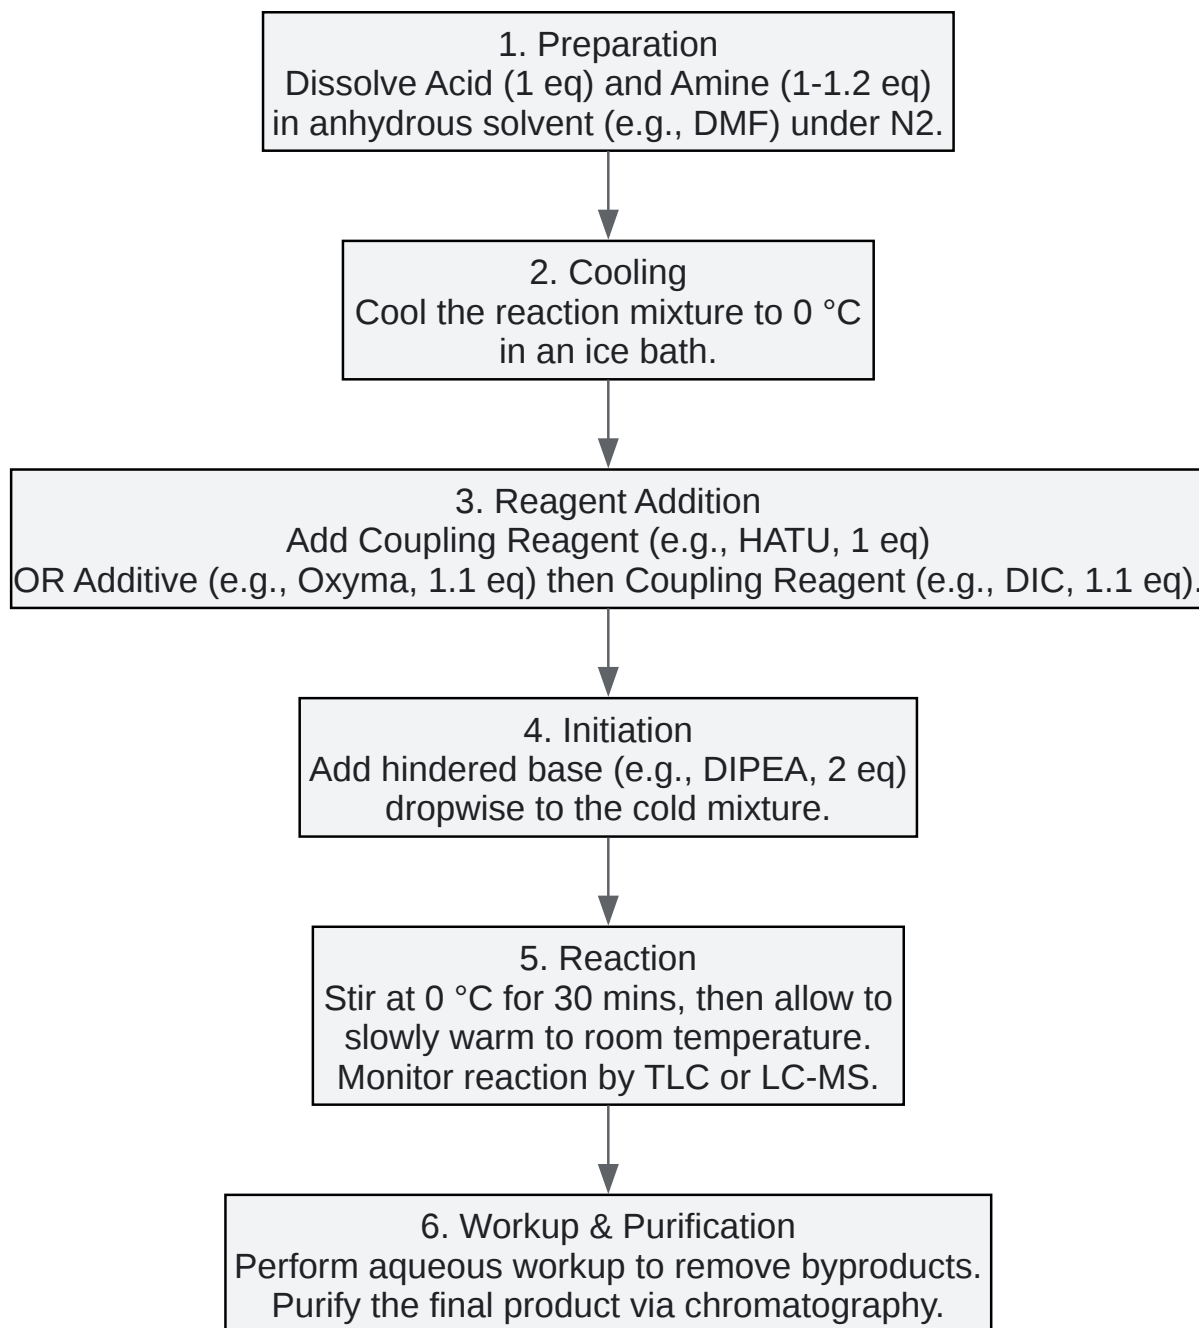 1. Preparation
Dissolve Acid (1 eq) and Amine (1-1.2 eq)
in anhydrous solvent (e.g., DMF) under N2.
2. Cooling
Cool the reaction mixture to 0 °C
in an ice bath.
3. Reagent Addition
Add Coupling Reagent (e.g., HATU, 1 eq)
OR Additive (e.g., Oxyma, 1.1 eq) then Coupling Reagent (e.g., DIC, 1.1 eq).
4. Initiation
Add hindered base (e.g., DIPEA, 2 eq)
dropwise to the cold mixture.
5. Reaction
Stir at 0 °C for 30 mins, then allow to
slowly warm to room temperature.
Monitor reaction by TLC or LC-MS.
6. Workup & Purification
Perform aqueous workup to remove byproducts.
Purify the final product via chromatography.